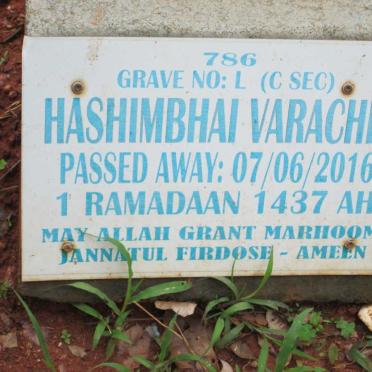 786
GRAVE NO: L (C SEC)
HASHIMBHAI
PASSED AWAY: 07/06/2016
1 RAMADAAN 1437 AH
MAY ALLAH GRANT MARHOOM
JANNATUL FIRDOSE - AMEEN